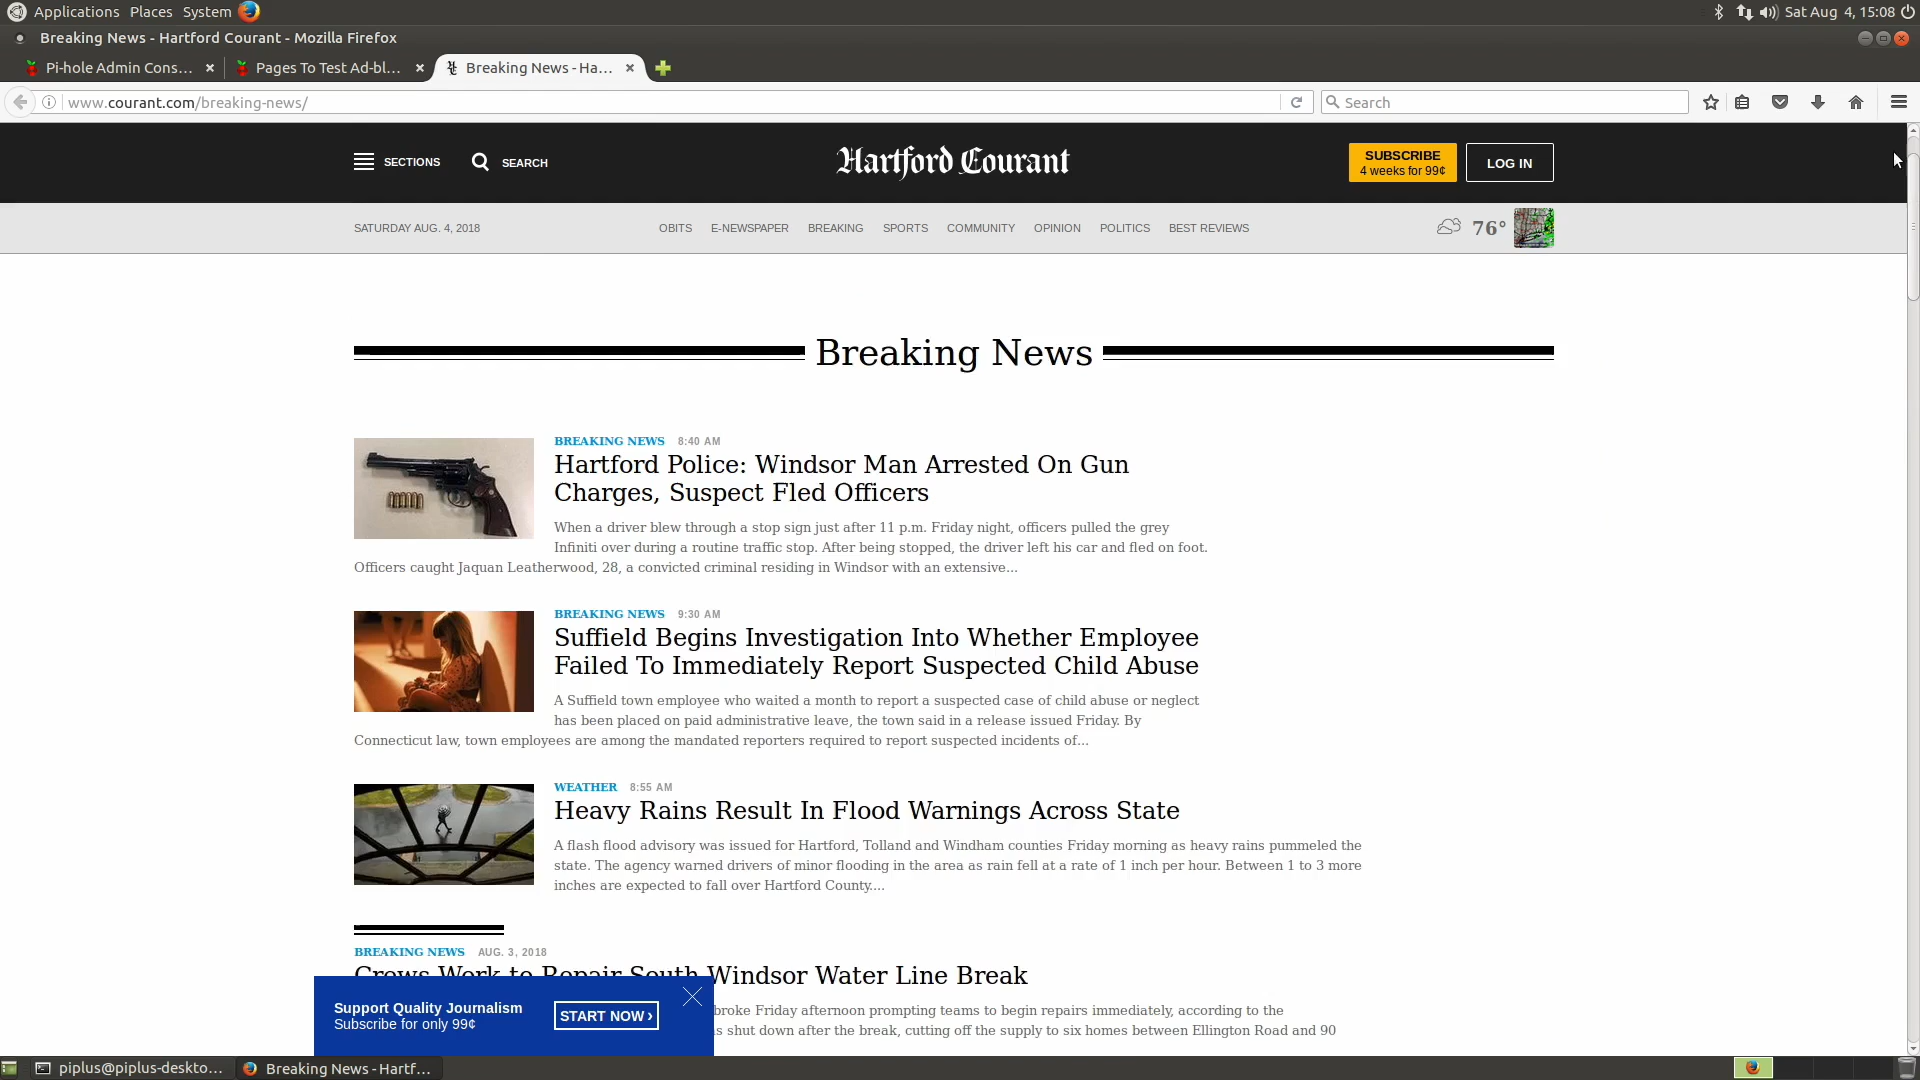 Applications Places System
Sat Aug 4, 15:08
Breaking News - Hartford Courant - Mozilla Firefox
Pi-hole Admin Cons...
Pages To Test Ad-bl...
Breaking News - Ha...
www.courant.com/breaking-news/
Search
SECTIONS
SEARCH
Hartford Courant
SUBSCRIBE
4 weeks for 99¢
LOG IN
SATURDAY AUG. 4, 2018
OBITS E-NEWSPAPER BREAKING SPORTS COMMUNITY OPINION POLITICS BEST REVIEWS
76°
Breaking News
BREAKING NEWS 8:40 AM
Hartford Police: Windsor Man Arrested On Gun
Charges, Suspect Fled Officers
When a driver blew through a stop sign just after 11 p.m. Friday night, officers pulled the grey
Infiniti over during a routine traffic stop. After being stopped, the driver left his car and fled on foot.
Officers caught Jaquan Leatherwood, 28, a convicted criminal residing in Windsor with an extensive...
BREAKING NEWS 9:30 AM
Suffield Begins Investigation Into Whether Employee
Failed To Immediately Report Suspected Child Abuse
A Suffield town employee who waited a month to report a suspected case of child abuse or neglect
has been placed on paid administrative leave, the town said in a release issued Friday. By
Connecticut law, town employees are among the mandated reporters required to report suspected incidents of...
WEATHER 8:55 AM
Heavy Rains Result In Flood Warnings Across State
A flash flood advisory was issued for Hartford, Tolland and Windham counties Friday morning as heavy rains pummeled the
state. The agency warned drivers of minor flooding in the area as rain fell at a rate of 1 inch per hour. Between 1 to 3 more
inches are expected to fall over Hartford County....
BREAKING NEWS AUG. 3, 2018
Crews Work to Repair South Windsor Water Line Break
broke Friday afternoon prompting teams to begin repairs immediately, according to the
s shut down after the break, cutting off the supply to six homes between Ellington Road and 90
Support Quality Journalism
Subscribe for only 99¢
START NOW ›
piplus@piplus-deskto...
Breaking News - Hartf...